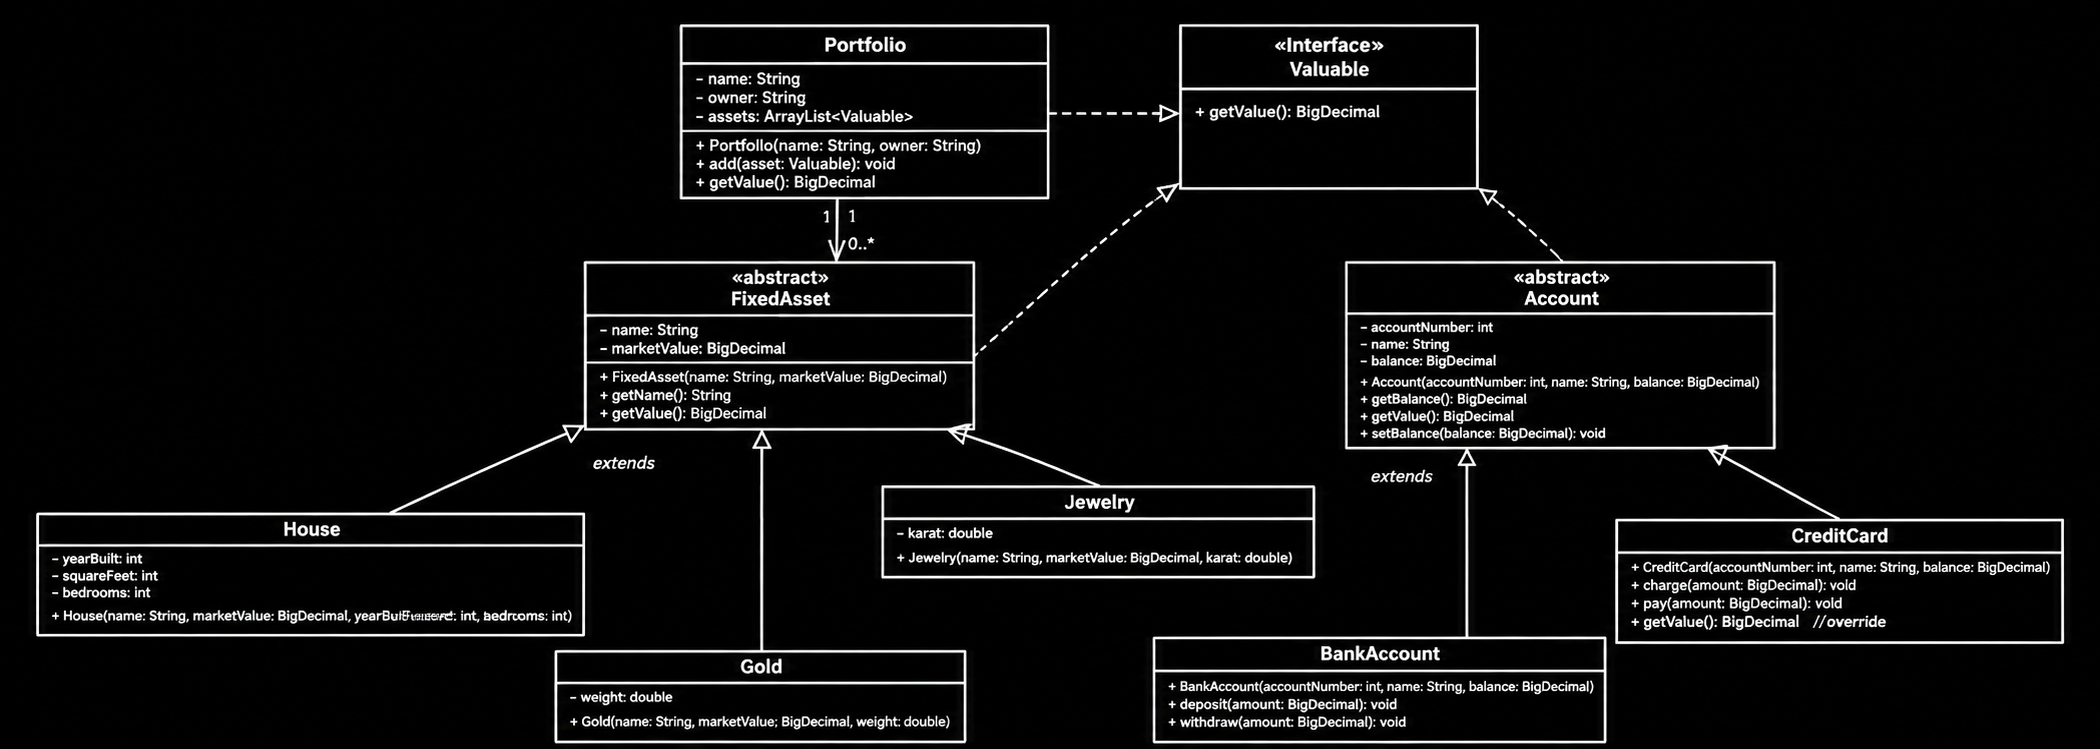 Portfolio
– name: String
– owner: String
– assets: ArrayList<Valuable>
+ Portfollo(name: String, owner: String)
+ add(asset: Valuable): void
+ getValue(): BigDecimal
«Interface»
Valuable
+ getValue(): BigDecimal
1 1
0..*
«abstract»
FixedAsset
– name: String
– marketValue: BigDecimal
+ FixedAsset(name: String, marketValue: BigDecimal)
+ getName(): String
+ getValue(): BigDecimal
«abstract»
Account
– accountNumber: int
– name: String
– balance: BigDecimal
+ Account(accountNumber: int, name: String, balance: BigDecimal)
+ getBalance(): BigDecimal
+ getValue(): BigDecimal
+ setBalance(balance: BigDecimal): void
extends
extends
House
– yearBuilt: int
– squareFeet: int
– bedrooms: int
+ House(name: String, marketValue: BigDecimal, int, bedrooms: int)
Jewelry
– karat: double
+ Jewelry(name: String, marketValue: BigDecimal, karat: double)
CreditCard
+ CreditCard(accountNumber: int, name: String, balance: BigDecimal)
+ charge(amount: BigDecimal): vold
+ pay(amount: BigDecimal): vold
+ getValue(): BigDecimal //override
Gold
– weight: double
+ Gold(name: String, marketValue; BigDecimal, weight: double)
BankAccount
+ BankAccount(accountNumber: int, name: String, balance: BigDecimal)
+ deposit(amount: BigDecimal): void
+ withdraw(amount: BigDecimal): void